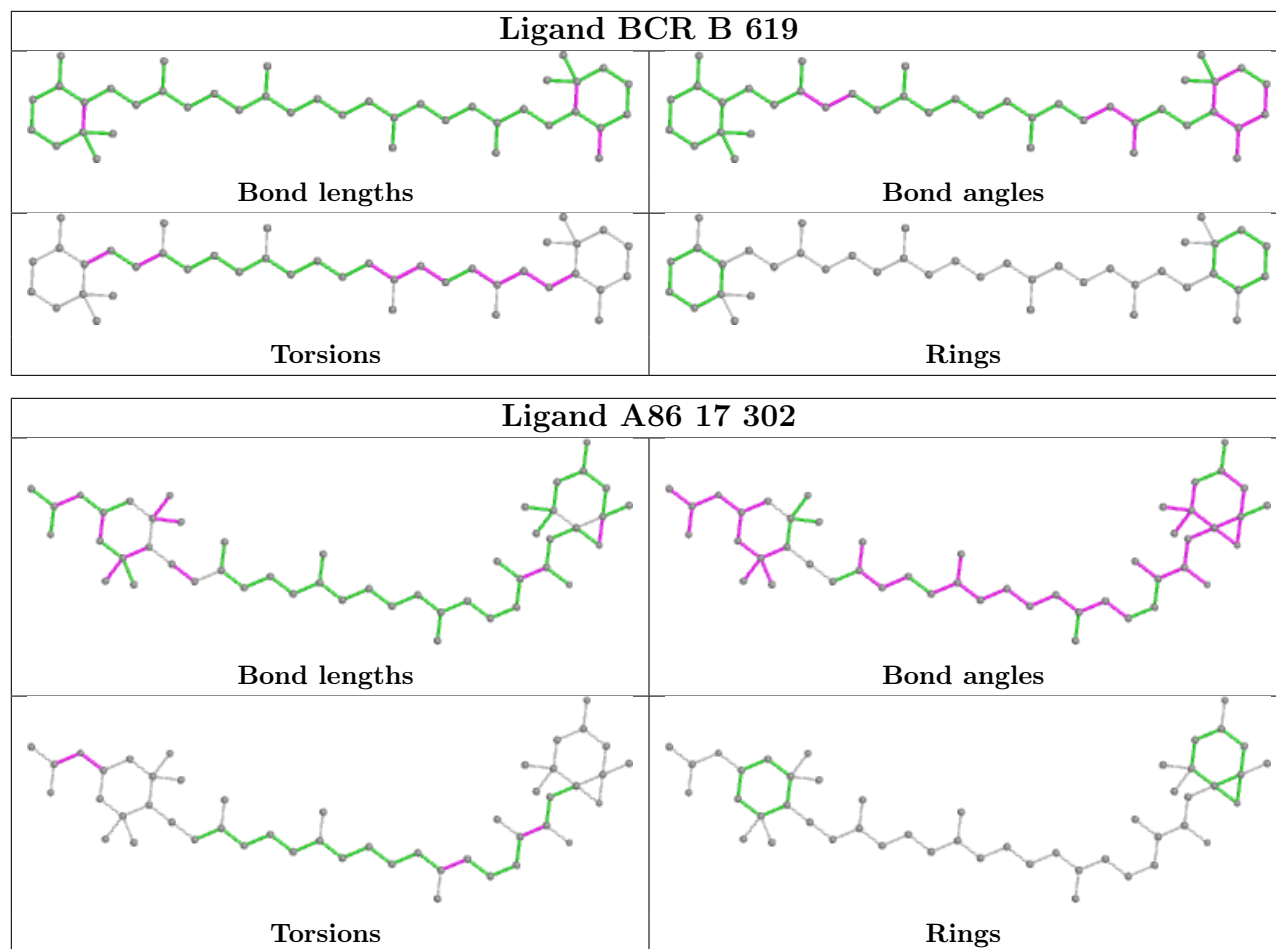 Ligand BCR B 619
Bond lengths
Bond angles
Torsions
Rings
Ligand A86 17 302
Bond lengths
Bond angles
Torsions
Rings